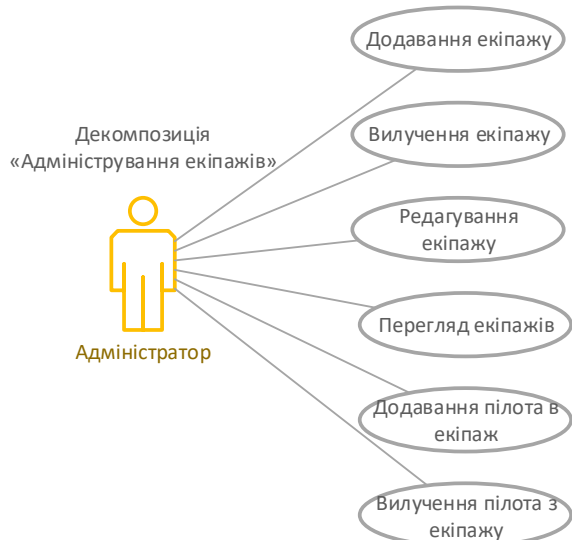 Додавання екіпажу
Декомпозиція
«Адміністрування екіпажів»
Вилучення екіпажу
Редагування
екіпажу
Перегляд екіпажів
Адміністратор
Додавання пілота в
екіпаж
Вилучення пілота з
екіпажу